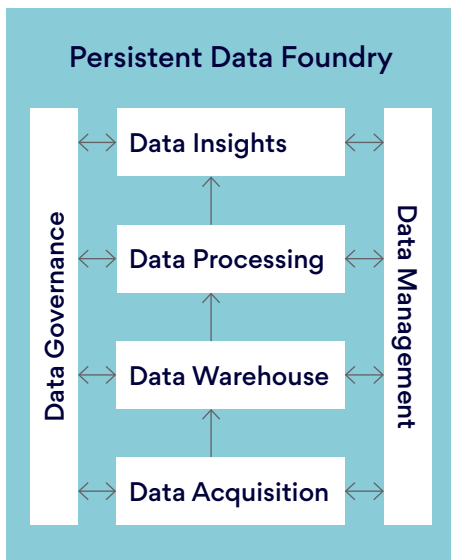 Persistent Data Foundry
Data Governance
Data Insights
Data Processing
Data Warehouse
Data Acquisition
Data Management